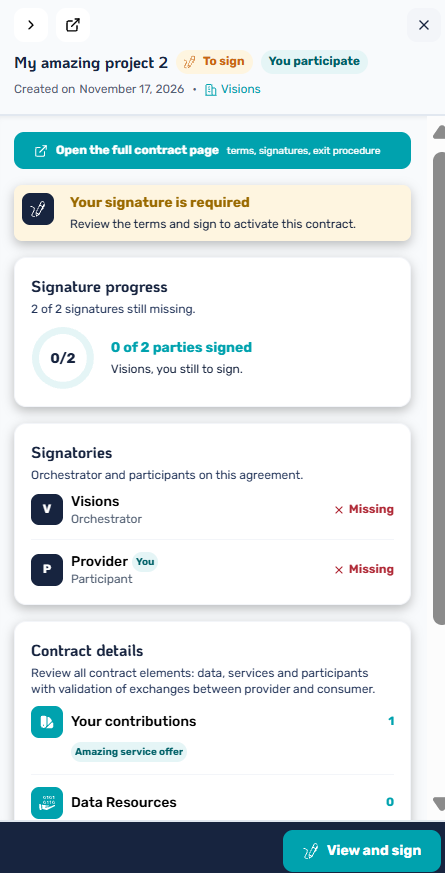 My amazing project 2 To sign You participate
Created on November 17, 2026 • Visions
Open the full contract page terms, signatures, exit procedure
Your signature is required
Review the terms and sign to activate this contract.
Signature progress
2 of 2 signatures still missing.
0/2
0 of 2 parties signed
Visions, you still to sign.
Signatories
Orchestrator and participants on this agreement.
V Visions
Orchestrator
Missing
P Provider You
Participant
Missing
Contract details
Review all contract elements: data, services and participants
with validation of exchanges between provider and consumer.
Your contributions 1
Amazing service offer
Data Resources 0
View and sign